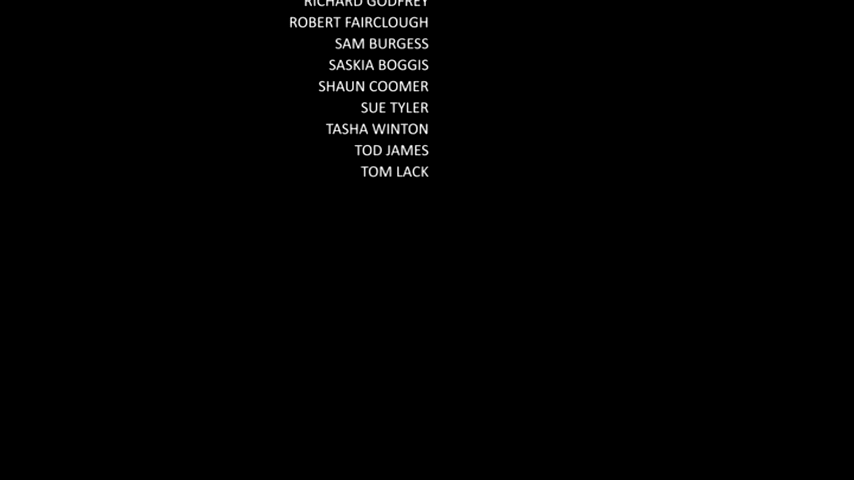 RICHARD GODFREY
ROBERT FAIRCLOUGH
SAM BURGESS
SASKIA BOGGIS
SHAUN COOMER
SUE TYLER
TASHA WINTON
TOD JAMES
TOM LACK